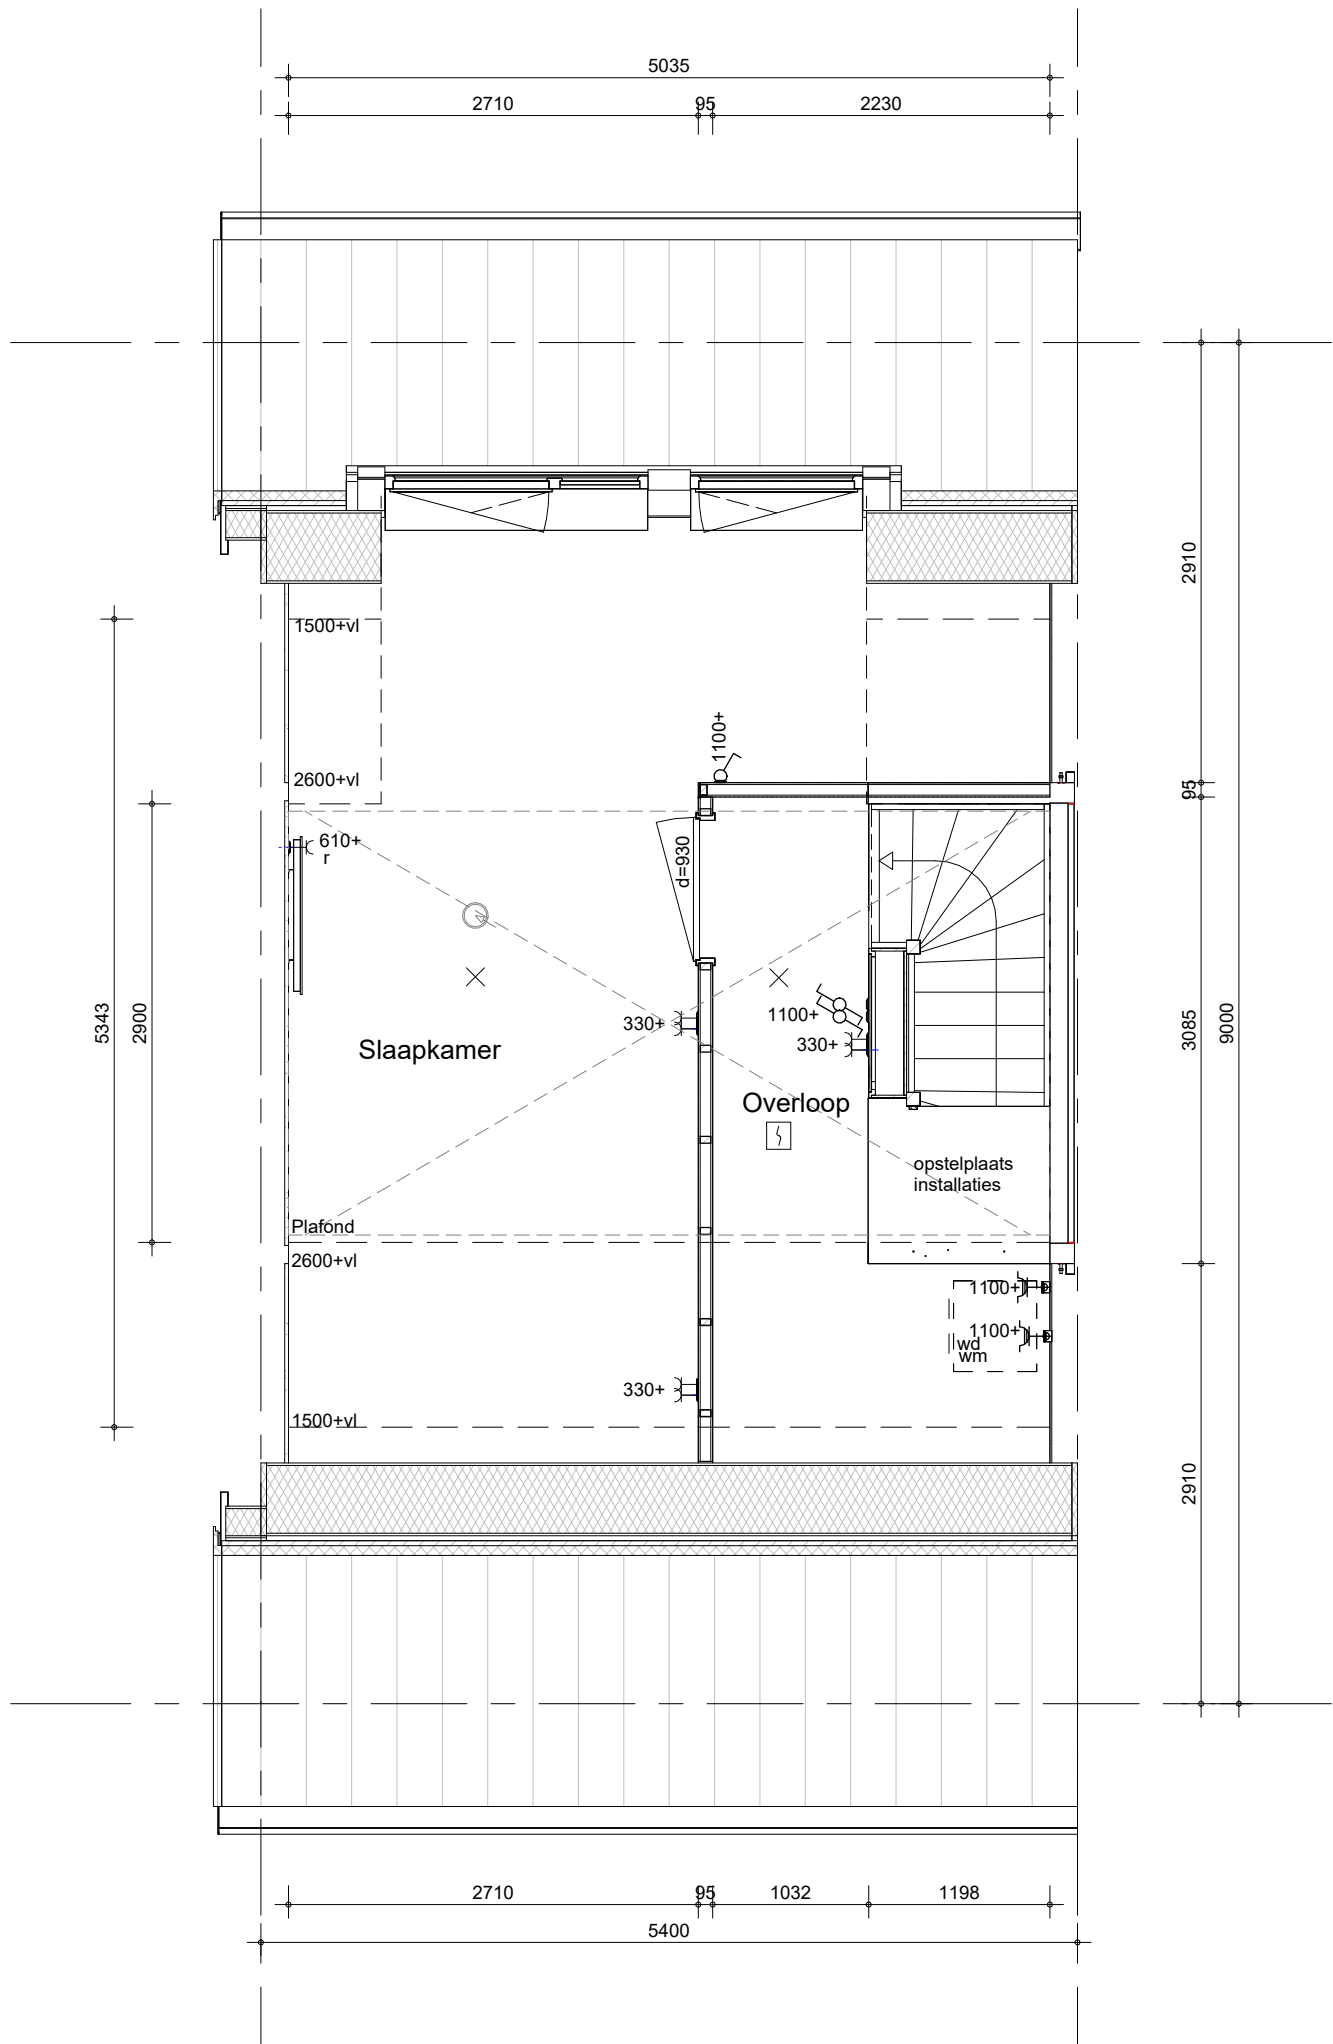 5035
2710
95
2230
1500+vl
2910
1100+
2600+vl
95
610+
r
d=930
5343
2900
330+
1100+
330+
3085
9000
Slaapkamer
Overloop
opstelplaats
installaties
Plafond
2600+vl
1100+
1100+
wd
wm
330+
1500+vl
2910
2710
95
1032
1198
5400